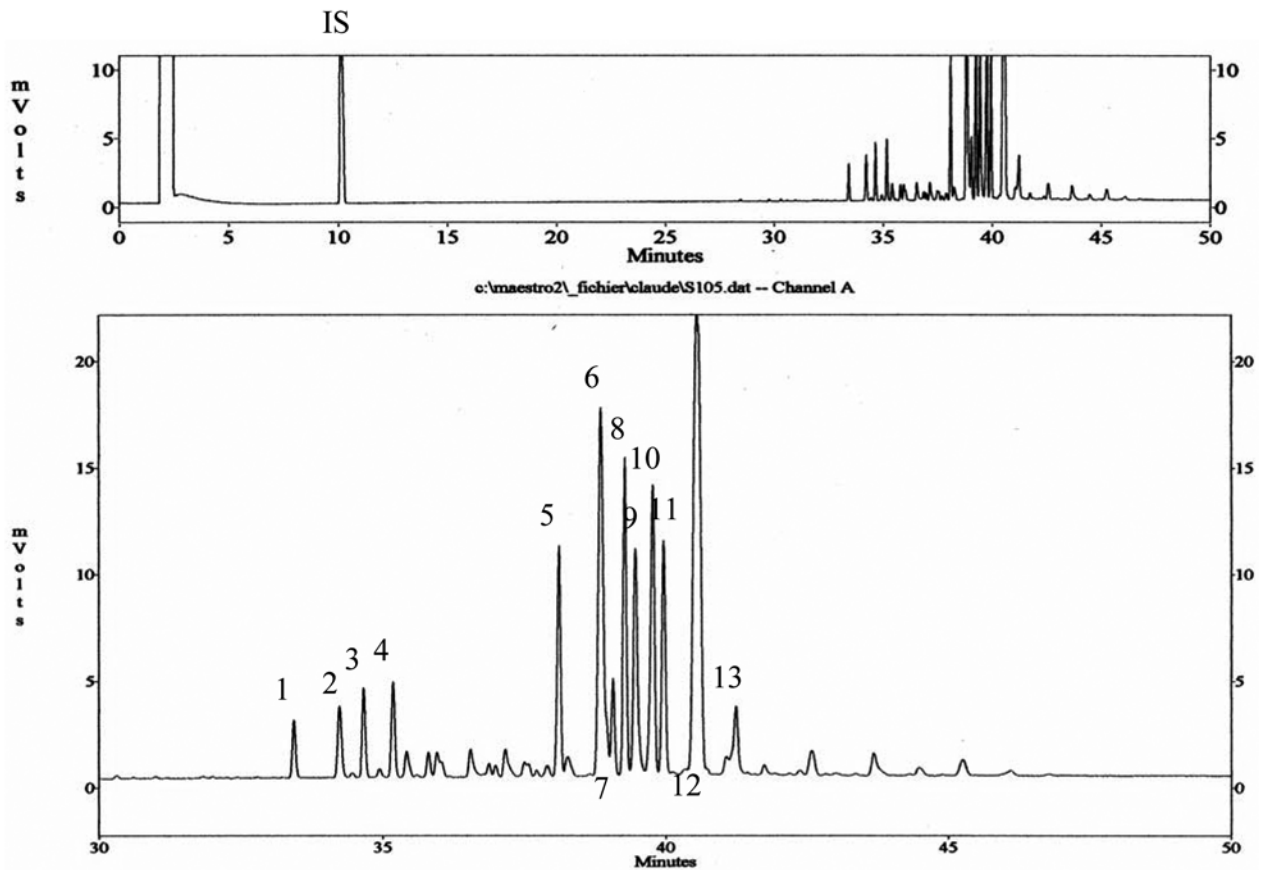 IS
mVolts
10 10
5 5
0 0
0 5 10 15 20 25 30 35 40 45 50
Minutes
c:\maestro2\_fichier\claude\S105.dat -- Channel A
mVolts
20 20
6
8
15 15
10
5 9 11
10 10
3 4
1 2 13
5 5
0 7 12 0
30 35 40 45 50
Minutes